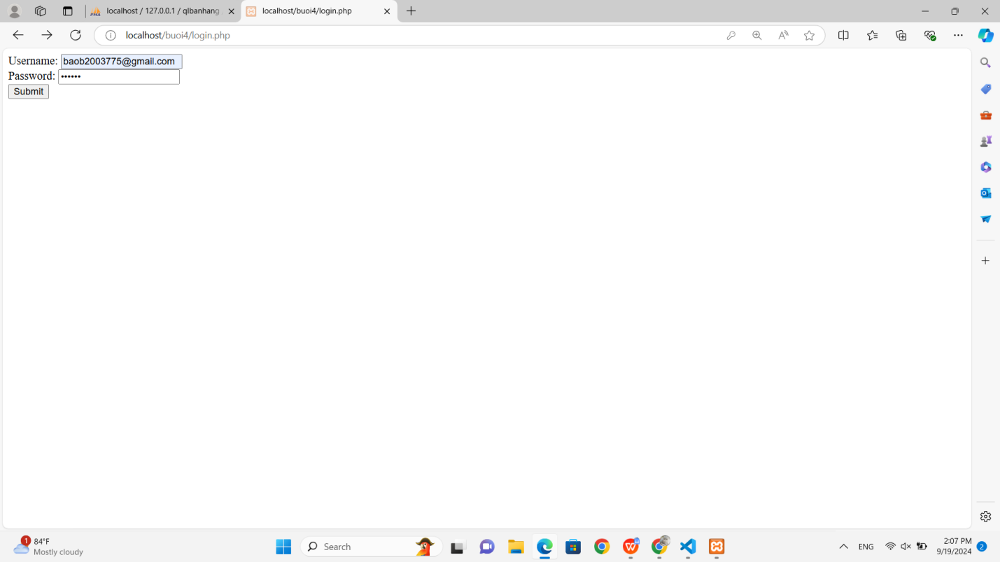 localhost / 127.0.0.1 / qlbanhang
localhost/buoi4/login.php
localhost/buoi4/login.php
Username: baob2003775@gmail.com
Password: ••••••
Submit
1
84°F
Mostly cloudy
Search
ENG
2:07 PM
9/19/2024
2